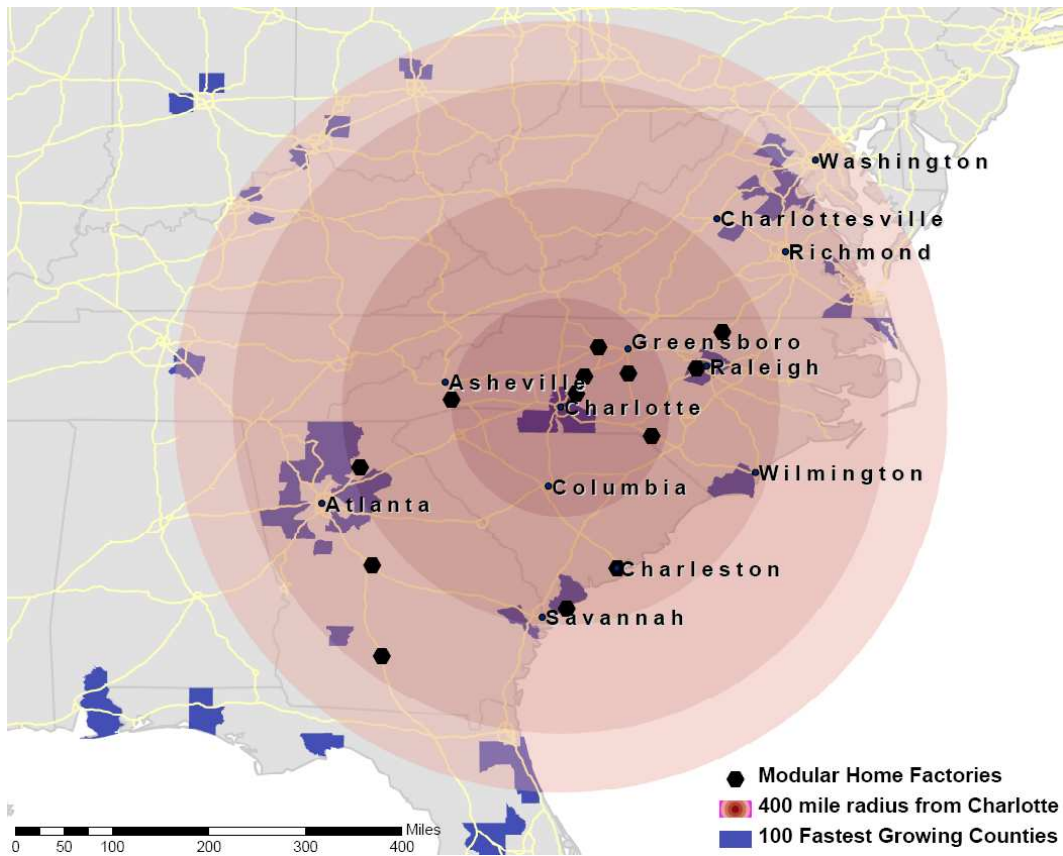 Washington
Charlottesville
Richmond
Greensboro
Raleigh
Asheville
Charlotte
Wilmington
Columbia
Atlanta
Charleston
Savannah
Modular Home Factories
400 mile radius from Charlotte
100 Fastest Growing Counties
Miles
0 50 100 200 300 400